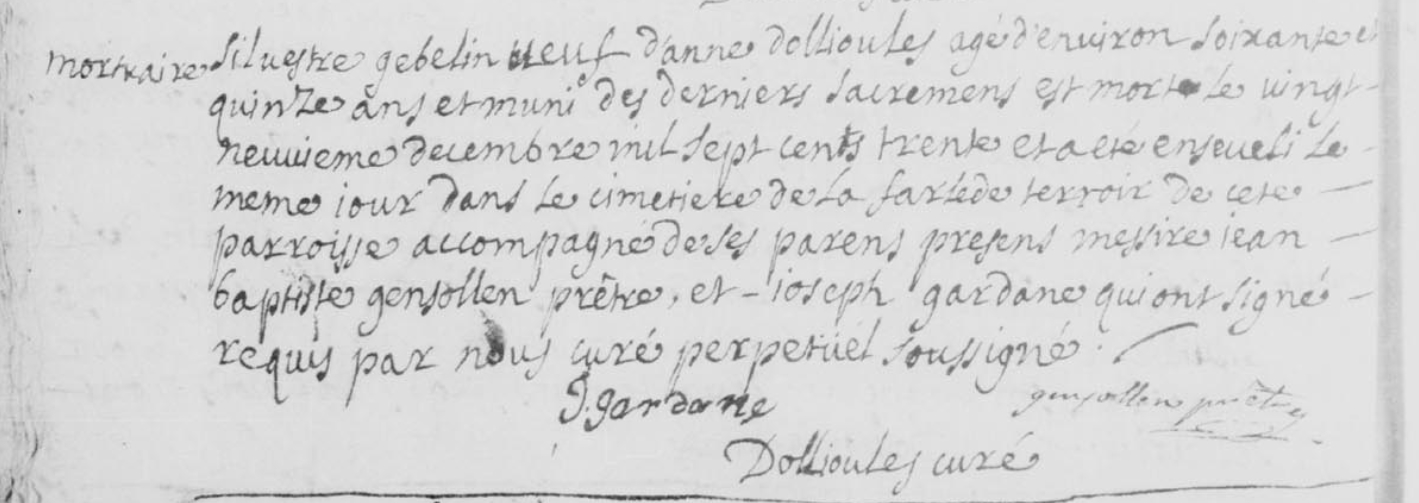 mortuaire
Silvestre gebelin veuf d'anne dollioules agé d'environ soixante et
quinze ans et muni des derniers sacremens est mort le vingt-
neuvieme decembre mil sept cents trente et a eté enseveli le -
meme iour dans le cimetiere de la farlede terroir de cete -
parroisse accompagné de ses parens presens messire iean -
baptiste gensollen prêtre, et - ioseph gardane qui ont signé -
requis par nous curé perpetüel soussigné.
J. gardane
gensollen prêtre
Dollioules curé